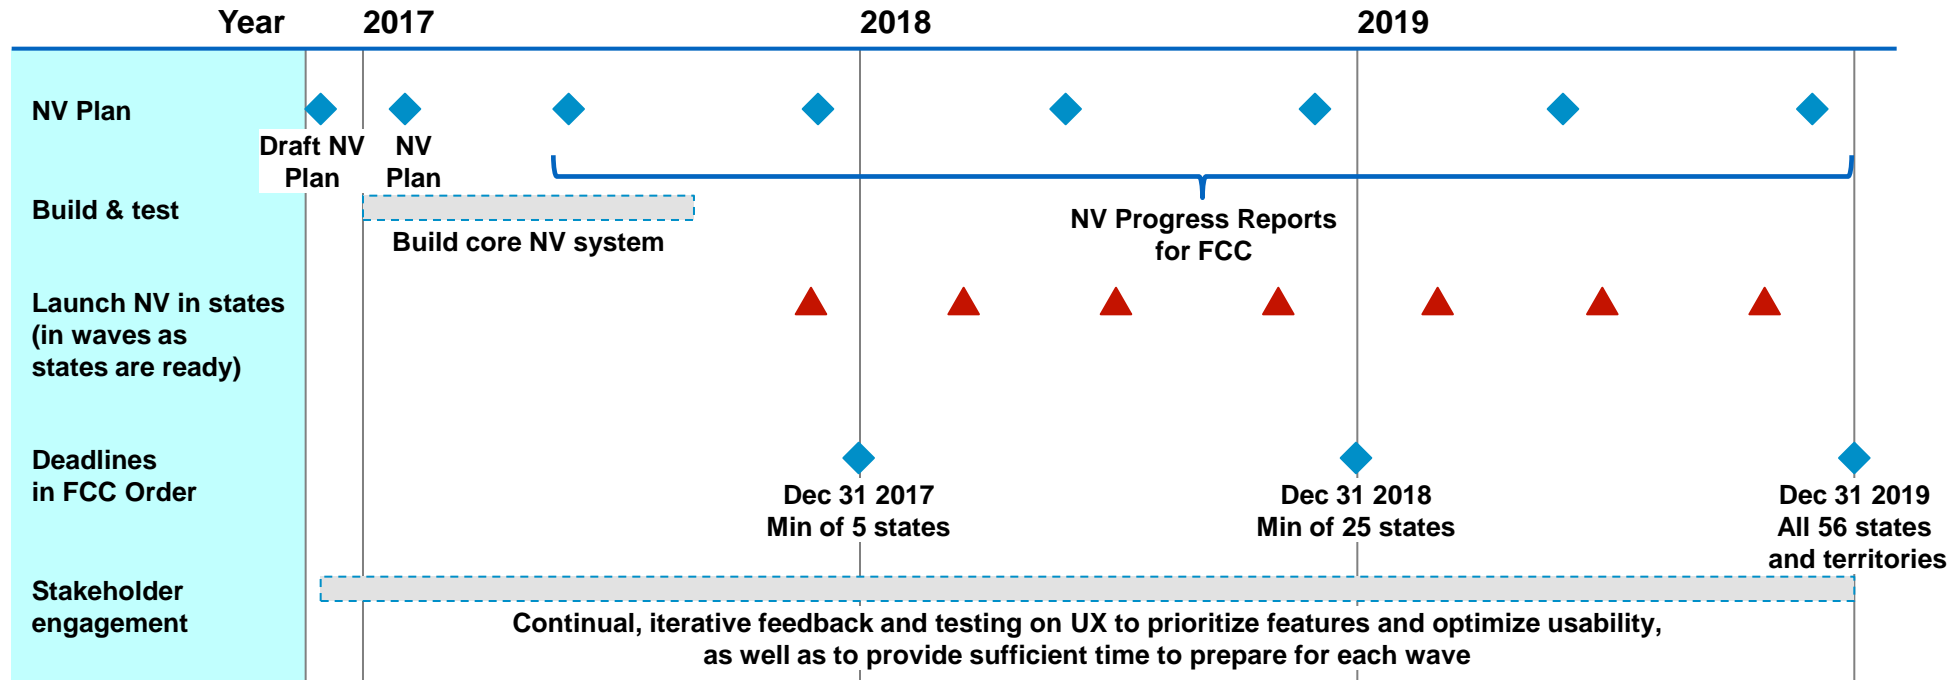 Year 2017 2018 2019
NV Plan
Draft NV
Plan
NV
Plan
Build & test
Build core NV system
NV Progress Reports
for FCC
Launch NV in states
(in waves as
states are ready)
Deadlines
in FCC Order
Dec 31 2017
Min of 5 states
Dec 31 2018
Min of 25 states
Dec 31 2019
All 56 states
and territories
Stakeholder
engagement
Continual, iterative feedback and testing on UX to prioritize features and optimize usability,
as well as to provide sufficient time to prepare for each wave